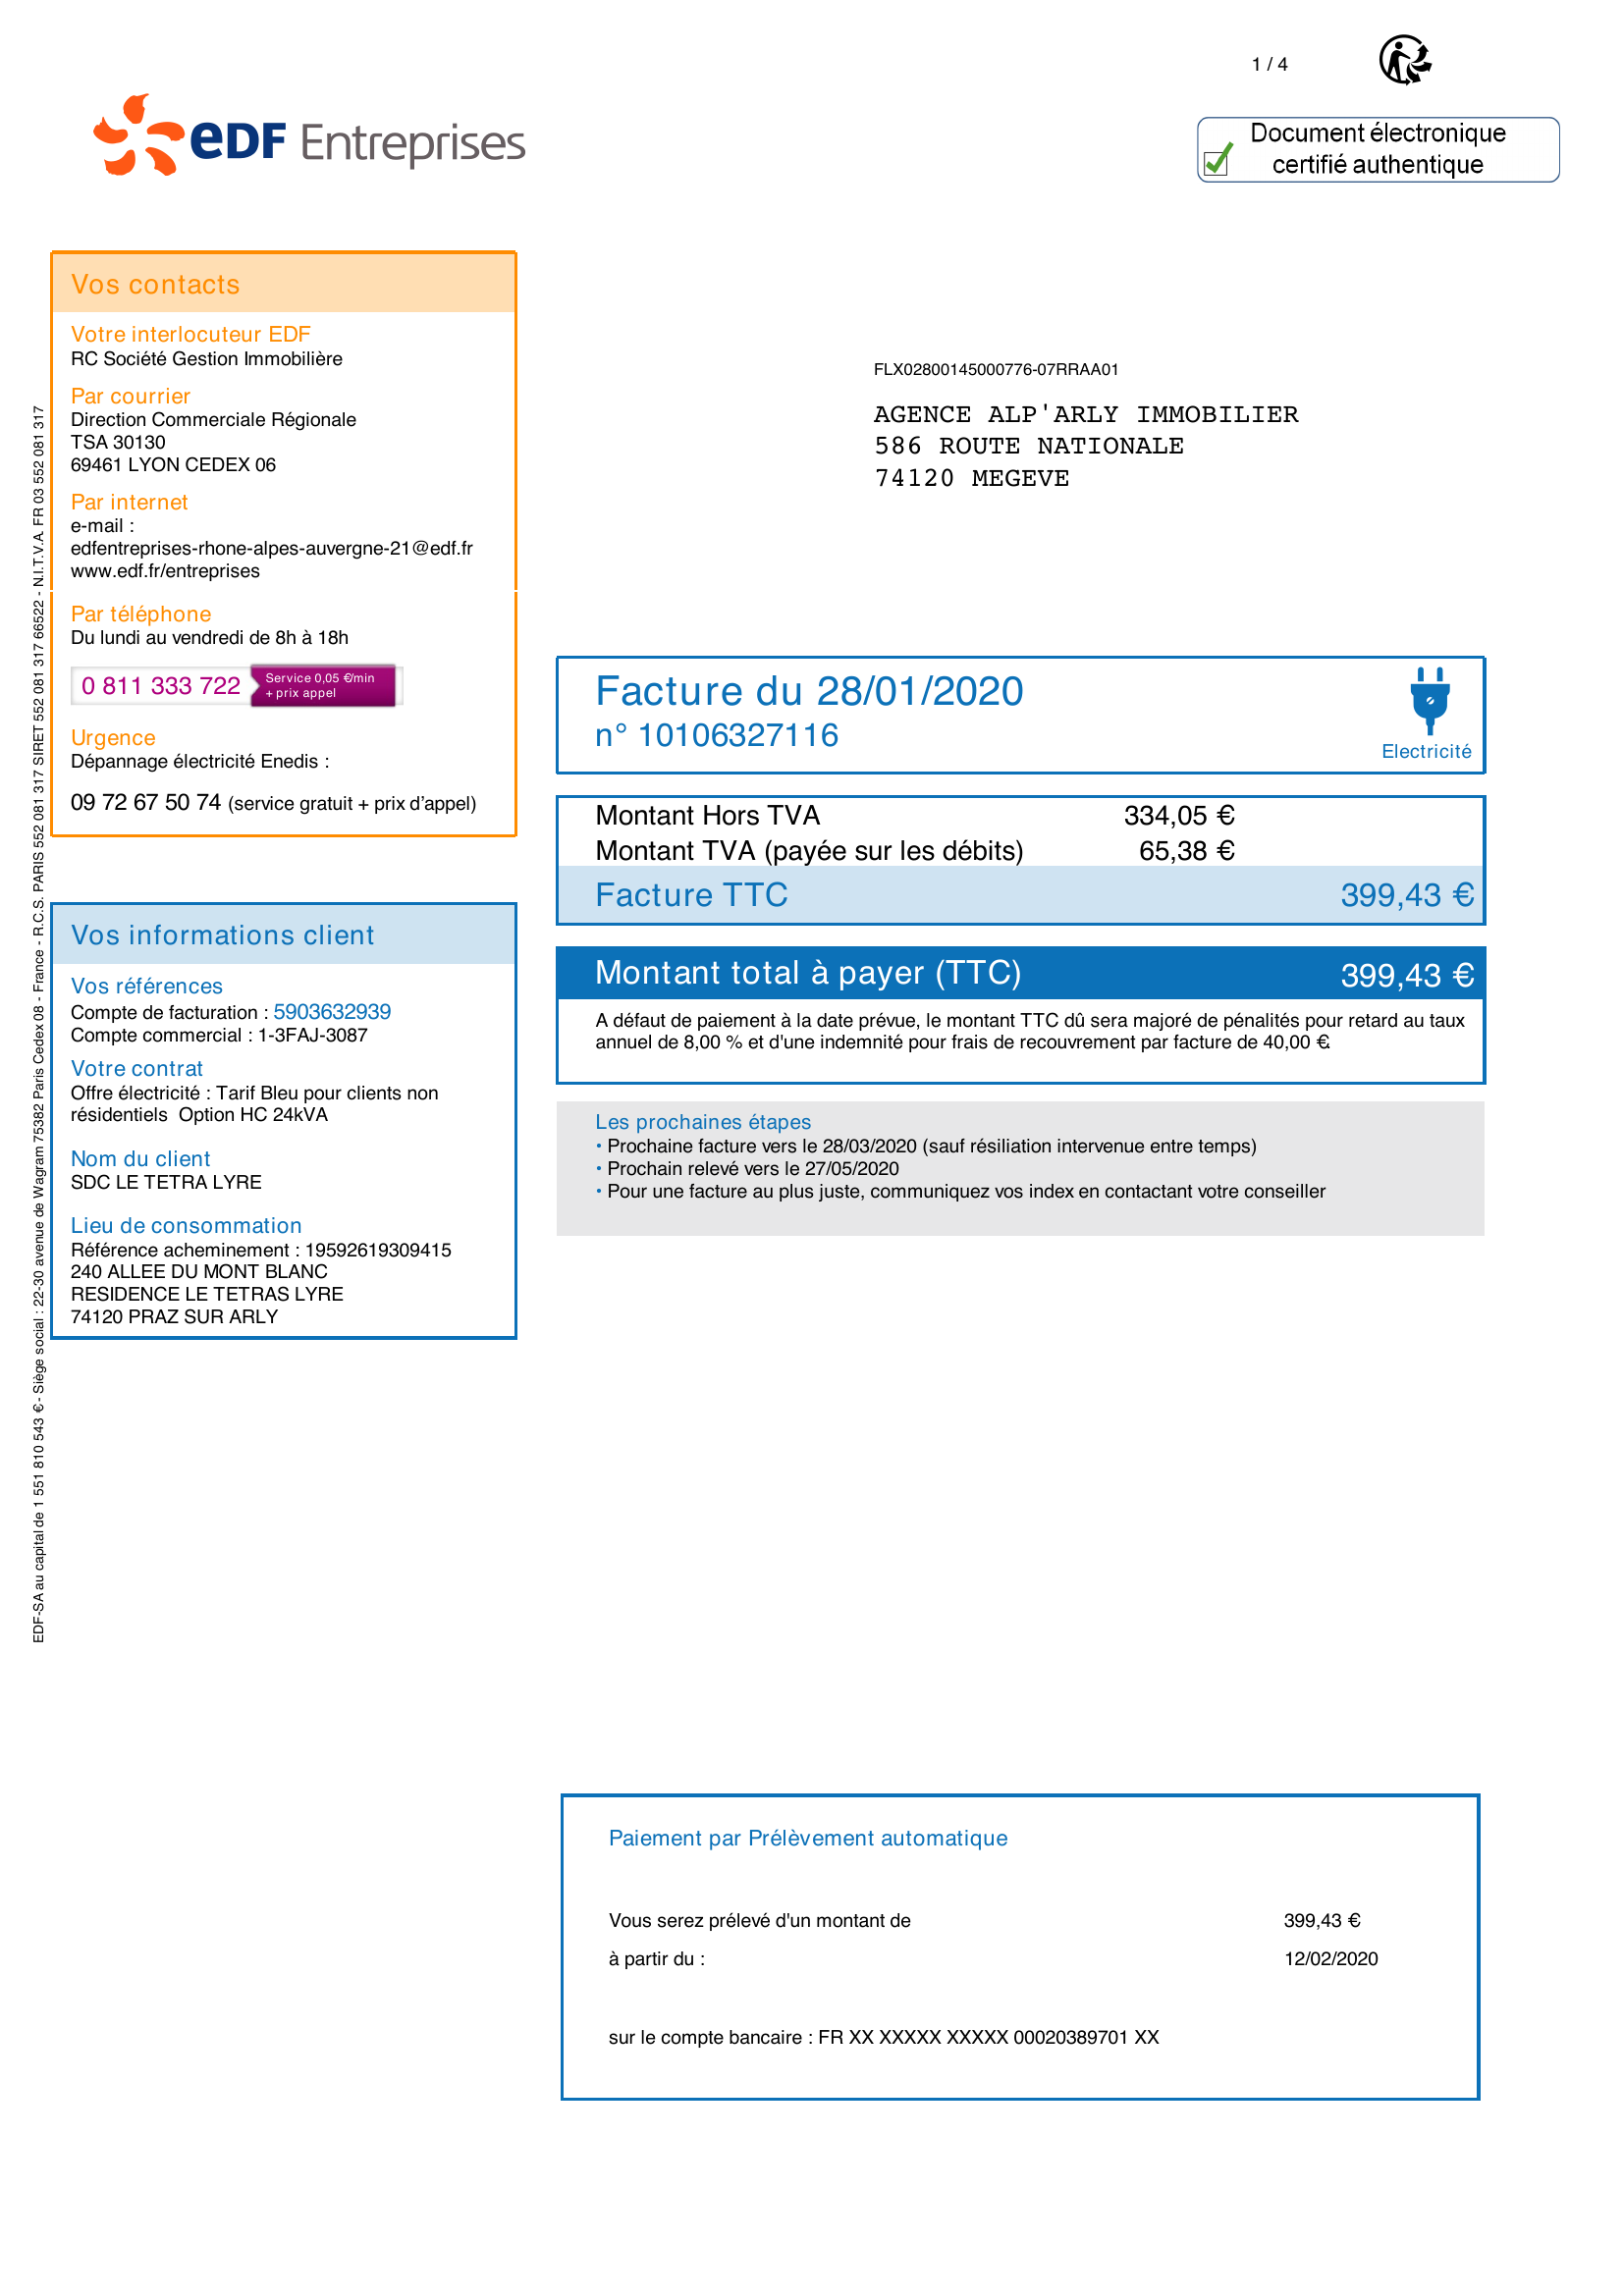 1 / 4
eDF Entreprises
Document électronique
certifié authentique
Vos contacts
Votre interlocuteur EDF
RC Société Gestion Immobilière
Par courrier
Direction Commerciale Régionale
TSA 30130
69461 LYON CEDEX 06
Par internet
e-mail :
edfentreprises-rhone-alpes-auvergne-21@edf.fr
www.edf.fr/entreprises
Par téléphone
Du lundi au vendredi de 8h à 18h
0 811 333 722 Service 0,05 €/min
+ prix appel
Urgence
Dépannage électricité Enedis :
09 72 67 50 74 (service gratuit + prix d'appel)
FLX02800145000776-07RRAA01
AGENCE ALP'ARLY IMMOBILIER
586 ROUTE NATIONALE
74120 MEGEVE
Facture du 28/01/2020
n° 10106327116
Electricité
Montant Hors TVA 334,05 €
Montant TVA (payée sur les débits) 65,38 €
Facture TTC 399,43 €
Montant total à payer (TTC) 399,43 €
A défaut de paiement à la date prévue, le montant TTC dû sera majoré de pénalités pour retard au taux
annuel de 8,00 % et d'une indemnité pour frais de recouvrement par facture de 40,00 €.
Les prochaines étapes
• Prochaine facture vers le 28/03/2020 (sauf résiliation intervenue entre temps)
• Prochain relevé vers le 27/05/2020
• Pour une facture au plus juste, communiquez vos index en contactant votre conseiller
Vos informations client
Vos références
Compte de facturation : 5903632939
Compte commercial : 1-3FAJ-3087
Votre contrat
Offre électricité : Tarif Bleu pour clients non
résidentiels Option HC 24kVA
Nom du client
SDC LE TETRA LYRE
Lieu de consommation
Référence acheminement : 19592619309415
240 ALLEE DU MONT BLANC
RESIDENCE LE TETRAS LYRE
74120 PRAZ SUR ARLY
EDF-SA au capital de 1 551 810 543 € - Siège social : 22-30 avenue de Wagram 75382 Paris Cedex 08 - France - R.C.S. PARIS 552 081 317 SIRET 552 081 317 66522 - N.I.T.V.A. FR 03 552 081 317
Paiement par Prélèvement automatique
Vous serez prélevé d'un montant de 399,43 €
à partir du : 12/02/2020
sur le compte bancaire : FR XX XXXXX XXXXX 00020389701 XX